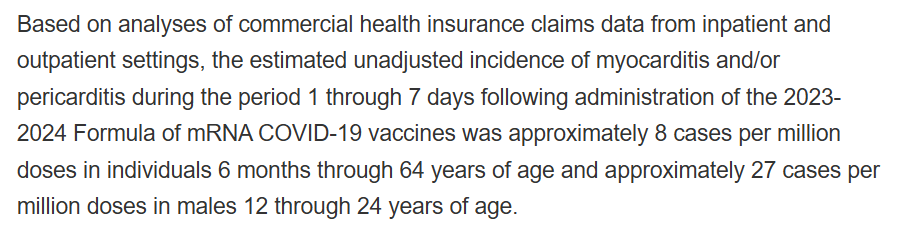 Based on analyses of commercial health insurance claims data from inpatient and
outpatient settings, the estimated unadjusted incidence of myocarditis and/or
pericarditis during the period 1 through 7 days following administration of the 2023-
2024 Formula of mRNA COVID-19 vaccines was approximately 8 cases per million
doses in individuals 6 months through 64 years of age and approximately 27 cases per
million doses in males 12 through 24 years of age.